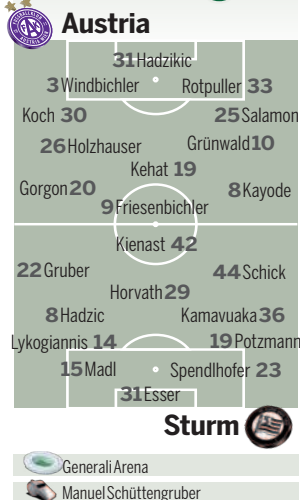 Austria
31 Hadzikic
3 Windbichler Rotpuller 33
Koch 30 25 Salamon
26 Holzhauser Grünwald 10
Kehat 19
Gorgon 20 8 Kayode
9 Friesenbichler
Kienast 42
22 Gruber 44 Schick
Horvath 29
8 Hadzic Kamavuaka 36
Lykogiannis 14 19 Potzmann
15 Madl Spendlhofer 23
31 Esser
Sturm
Generali Arena
Manuel Schüttengruber